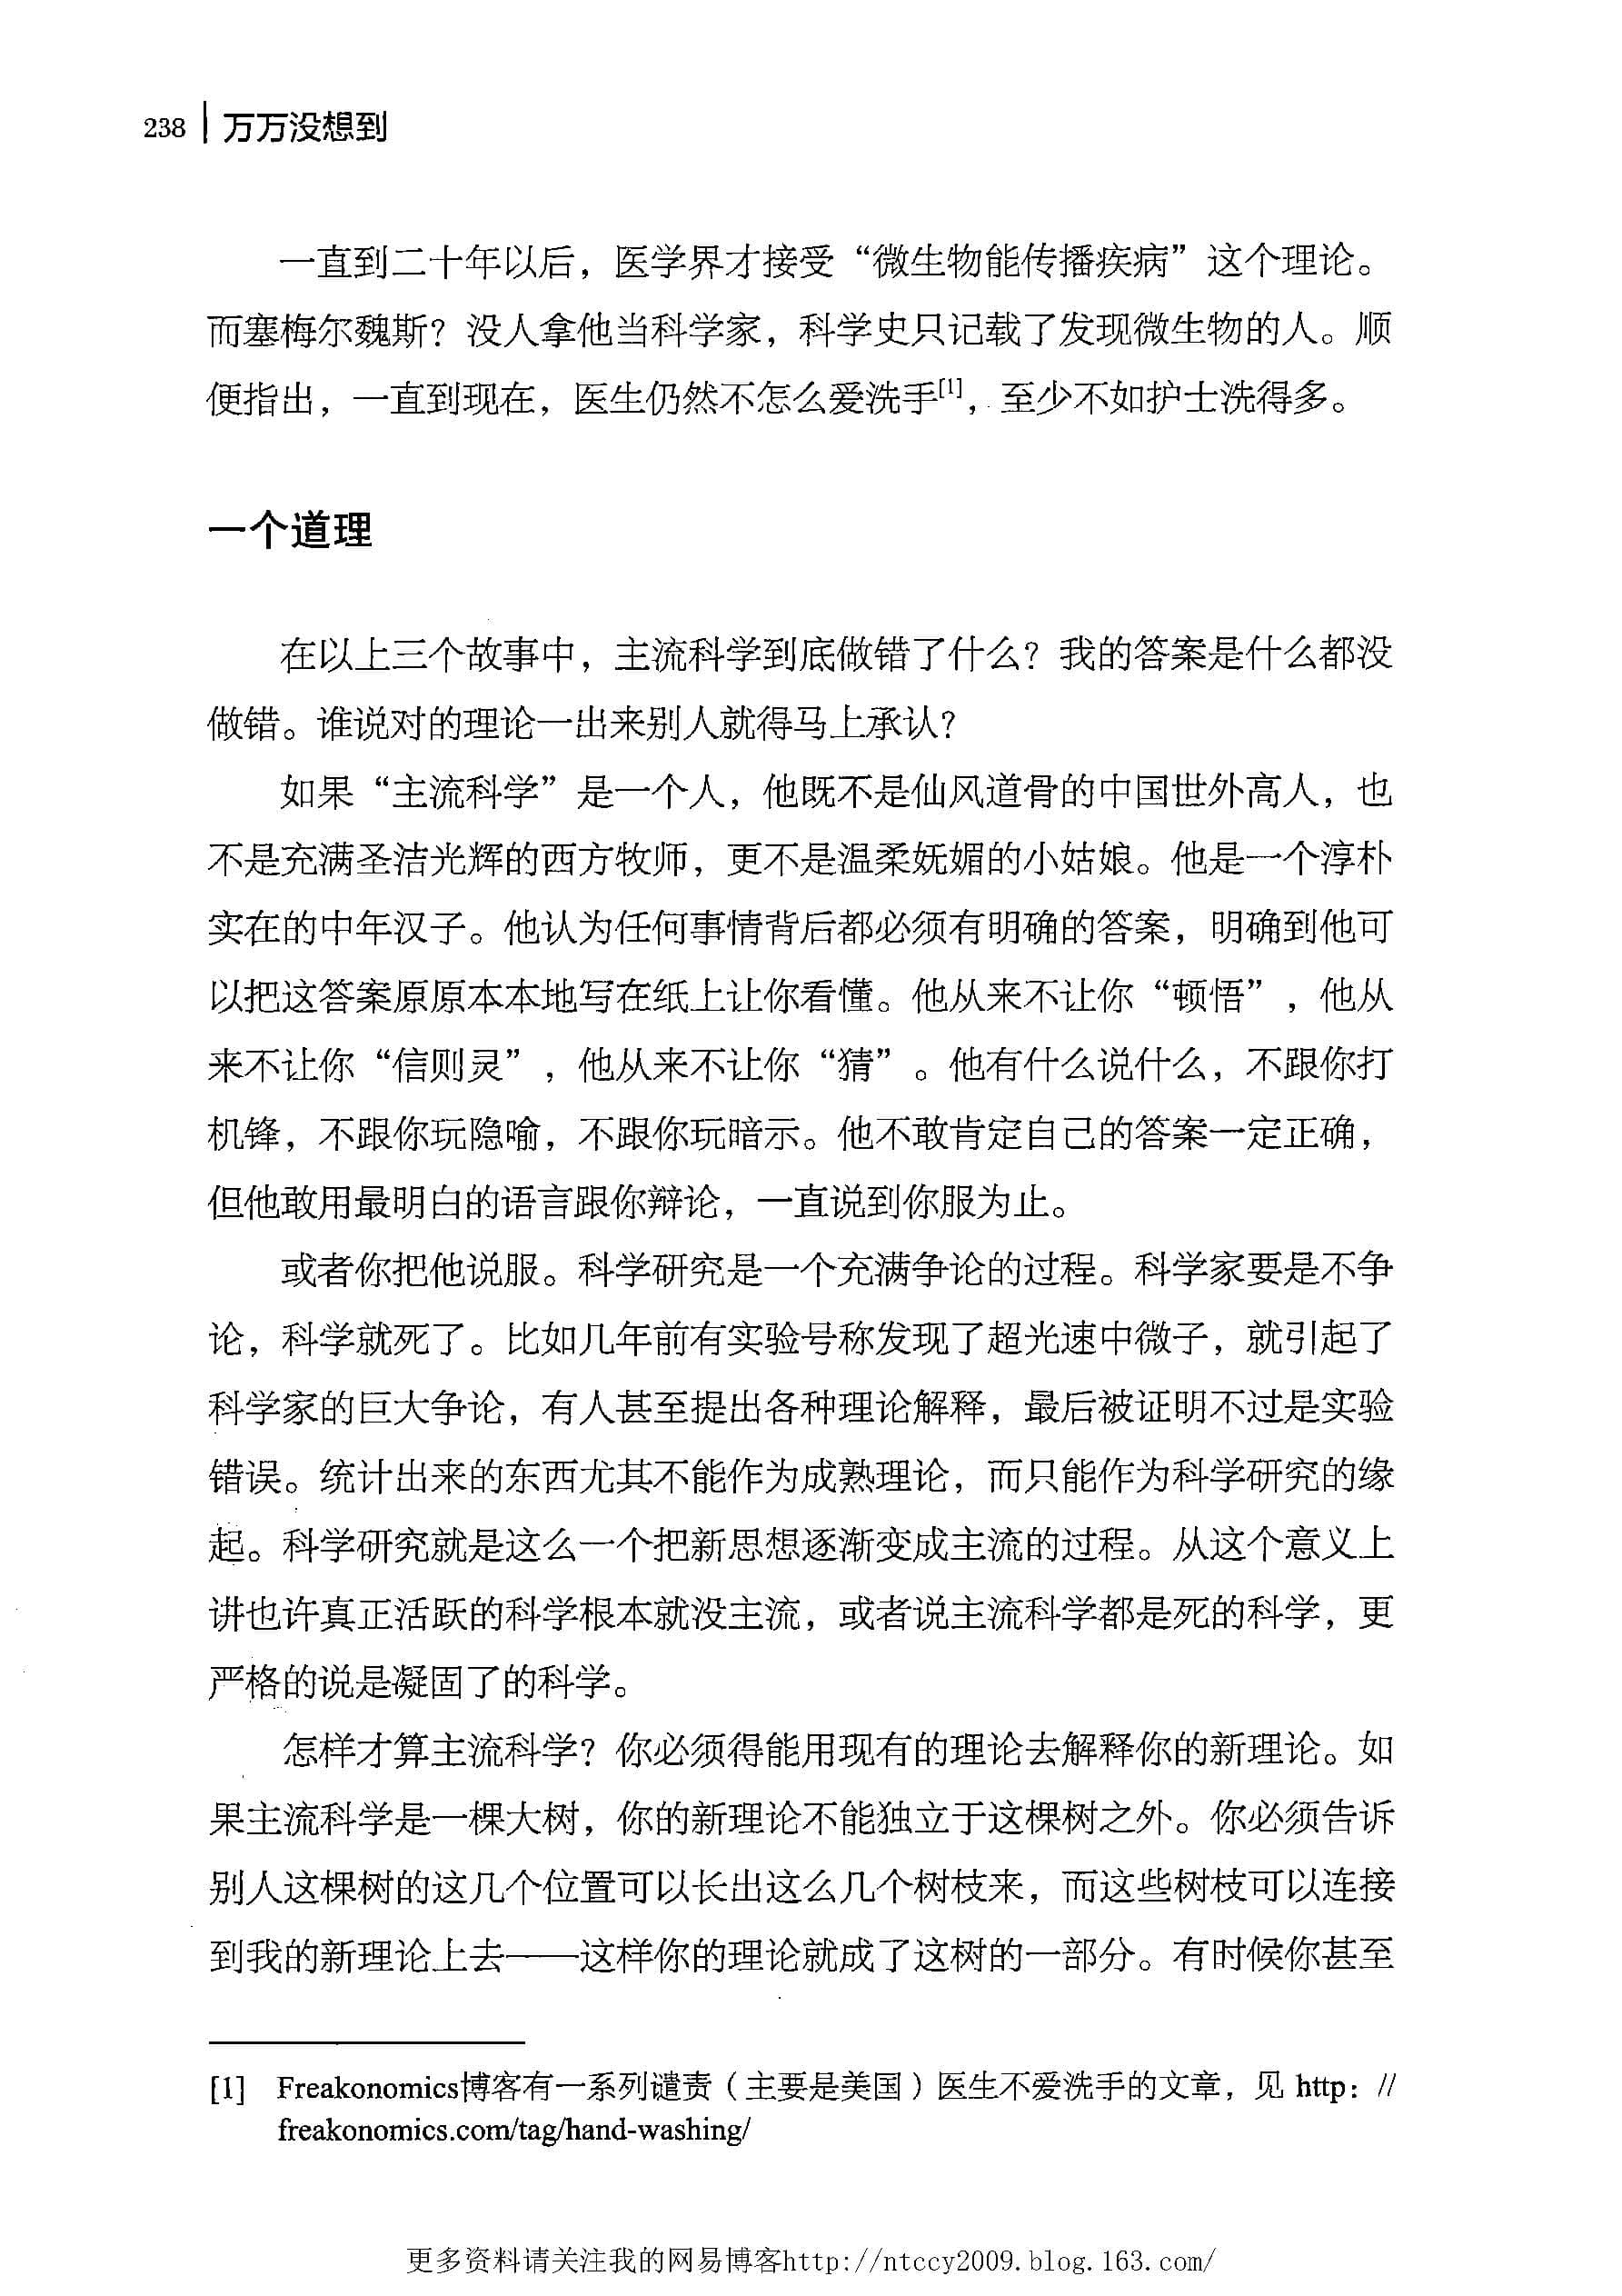 238 万万没想到
一直到二十年以后，医学界才接受“微生物能传播疾病”这个理论。
而塞梅尔魏斯？没人拿他当科学家，科学史只记载了发现微生物的人。顺
便指出，一直到现在，医生仍然不怎么爱洗手[1]，至少不如护士洗得多。
一个道理
在以上三个故事中，主流科学到底做错了什么？我的答案是什么都没
做错。谁说对的理论一出来别人就得马上承认？
如果“主流科学”是一个人，他既不是仙风道骨的中国世外高人，也
不是充满圣洁光辉的西方牧师，更不是温柔妩媚的小姑娘。他是一个淳朴
实在的中年汉子。他认为任何事情背后都必须有明确的答案，明确到他可
以把这答案原原本本地写在纸上让你看懂。他从来不让你“顿悟”，他从
来不让你“信则灵”，他从来不让你“猜”。他有什么说什么，不跟你打
机锋，不跟你玩隐喻，不跟你玩暗示。他不敢肯定自己的答案一定正确，
但他敢用最明白的语言跟你辩论，一直说到你服为止。
或者你把他说服。科学研究是一个充满争论的过程。科学家要是不争
论，科学就死了。比如几年前有实验号称发现了超光速中微子，就引起了
科学家的巨大争论，有人甚至提出各种理论解释，最后被证明不过是实验
错误。统计出来的东西尤其不能作为成熟理论，而只能作为科学研究的缘
起。科学研究就是这么一个把新思想逐渐变成主流的过程。从这个意义上
讲也许真正活跃的科学根本就没主流，或者说主流科学都是死的科学，更
严格的说是凝固了的科学。
怎样才算主流科学？你必须得能用现有的理论去解释你的新理论。如
果主流科学是一棵大树，你的新理论不能独立于这棵树之外。你必须告诉
别人这棵树的这几个位置可以长出这么几个树枝来，而这些树枝可以连接
到我的新理论上去——这样你的理论就成了这树的一部分。有时候你甚至
[1] Freakonomics博客有一系列谴责（主要是美国）医生不爱洗手的文章，见 http：//
freakonomics.com/tag/hand-washing/
更多资料请关注我的网易博客http://ntccy2009.blog.163.com/